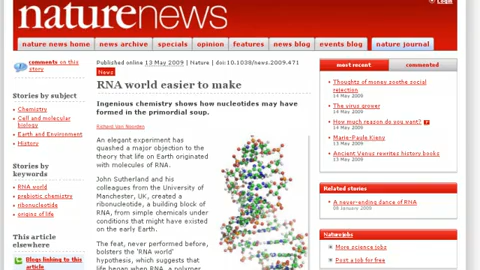 Login
naturenews
nature news home
news archive
specials
opinion
features
news blog
events blog
nature journal
comments on this
story
Stories by subject
Chemistry
Cell and molecular
biology
Earth and Environment
History
Stories by
keywords
RNA world
prebiotic chemistry
ribonucleotide
origins of life
This article
elsewhere
Blogs linking to this
article
Published online 13 May 2009 | Nature | doi:10.1038/news.2009.471
News
RNA world easier to make
Ingenious chemistry shows how nucleotides may have
formed in the primordial soup.
Richard Van Noorden
An elegant experiment has
quashed a major objection to the
theory that life on Earth originated
with molecules of RNA.
John Sutherland and his
colleagues from the University of
Manchester, UK, created a
ribonucleotide, a building block of
RNA, from simple chemicals under
conditions that might have existed
on the early Earth.
The feat, never performed before,
bolsters the 'RNA world'
hypothesis, which suggests that
life began when RNA, a polymer
most recent
commented
Thoughts of money soothe social
rejection
14 May 2009
The virus grower
14 May 2009
How much reason do you want?
14 May 2009
Marie-Paule Kieny
13 May 2009
Ancient Venus rewrites history books
13 May 2009
Related stories
A never-ending dance of RNA
08 January 2009
Naturejobs
More science jobs
Post a job for free